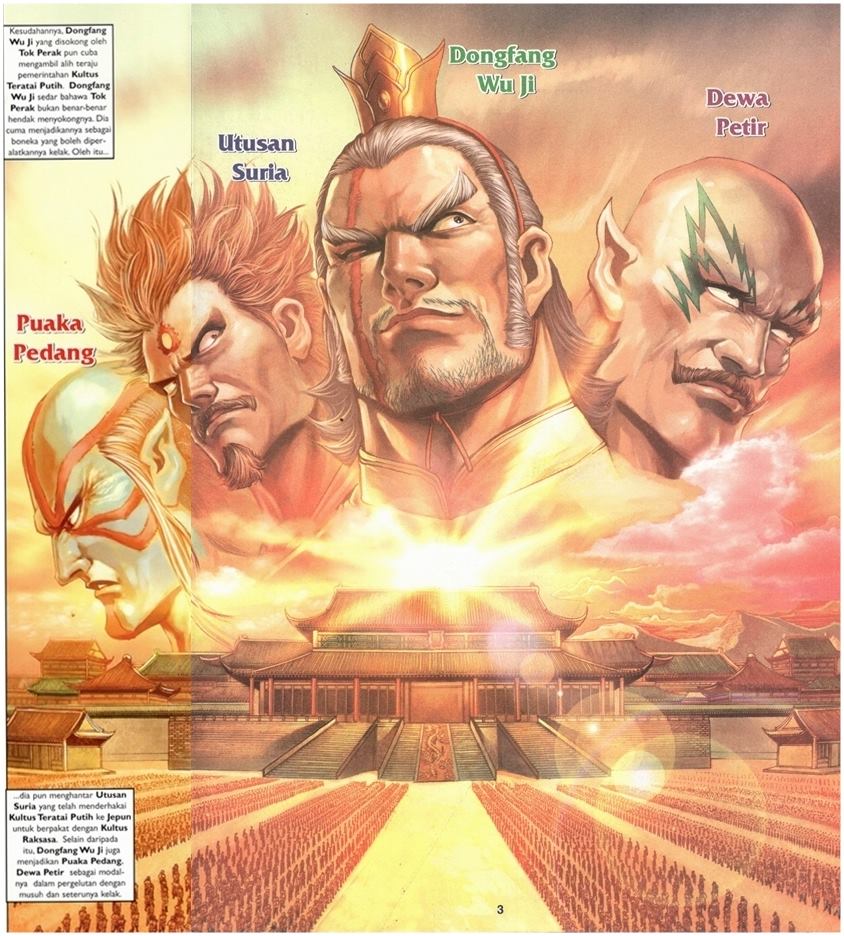 Kesudahannya, Dongfang
Wu Ji yang disokong oleh
Tok Perak pun cuba
mengambil alih teraju
pemerintahan Kultus
Teratai Putih. Dongfang
Wu Ji sedar bahawa Tok
Perak bukan benar-benar
hendak menyokongnya. Dia
cuma menjadikannya sebagai
boneka yang boleh diper-
alatkannya kelak. Oleh itu...
Dongfang
Wu Ji
Dewa
Petir
Utusan
Suria
Puaka
Pedang
...dia pun menghantar Utusan
Suria yang telah menderhakai
Kultus Teratai Putih ke Jepun
untuk berpakat dengan Kultus
Raksasa. Selain daripada
itu, Dongfang Wu Ji juga
menjadikan Puaka Pedang,
Dewa Petir sebagai modal-
nya dalam pergelutan dengan
musuh dan seterunya kelak.
3